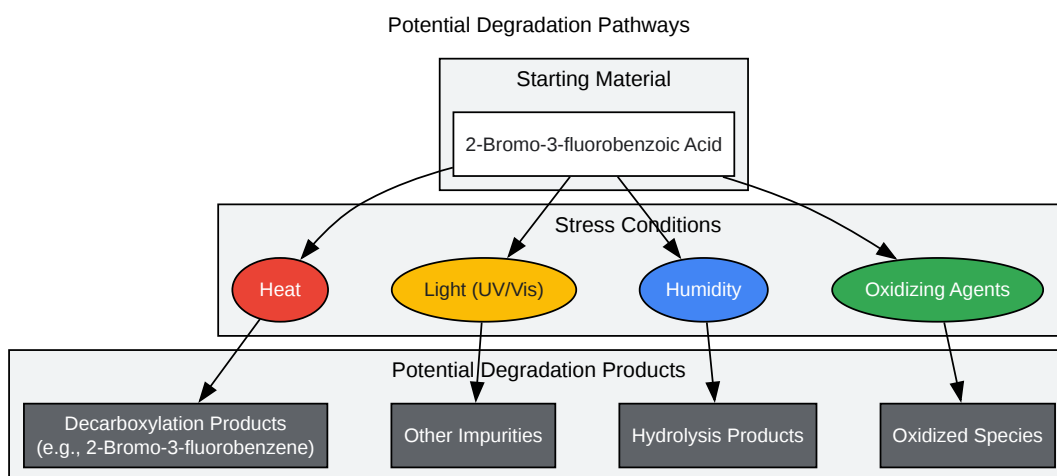 Potential Degradation Pathways
Starting Material
2-Bromo-3-fluorobenzoic Acid
Stress Conditions
Heat
Light (UV/Vis)
Humidity
Oxidizing Agents
Potential Degradation Products
Decarboxylation Products
(e.g., 2-Bromo-3-fluorobenzene)
Other Impurities
Hydrolysis Products
Oxidized Species